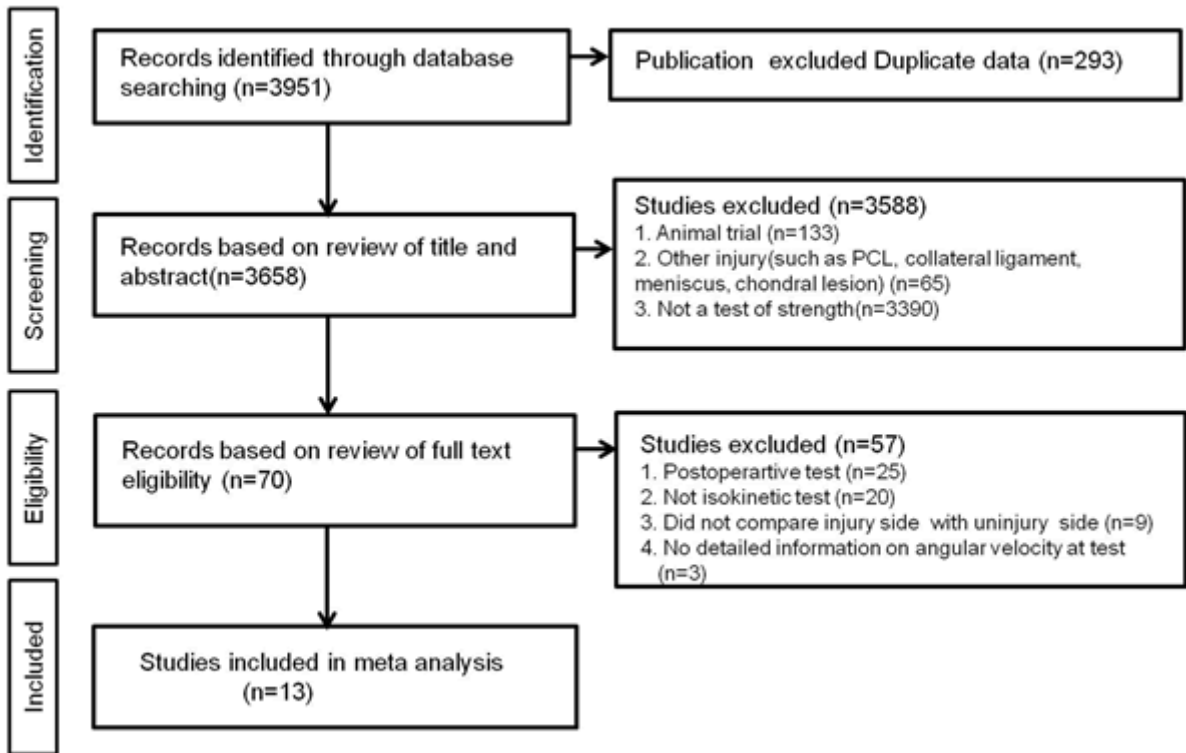 Identification
Records identified through database
searching (n=3951)
Publication excluded Duplicate data (n=293)
Screening
Records based on review of title and
abstract(n=3658)
Studies excluded (n=3588)
1. Animal trial (n=133)
2. Other injury(such as PCL, collateral ligament,
meniscus, chondral lesion) (n=65)
3. Not a test of strength(n=3390)
Eligibility
Records based on review of full text
eligibility (n=70)
Studies excluded (n=57)
1. Postoperartive test (n=25)
2. Not isokinetic test (n=20)
3. Did not compare injury side with uninjury side (n=9)
4. No detailed information on angular velocity at test
(n=3)
Included
Studies included in meta analysis
(n=13)